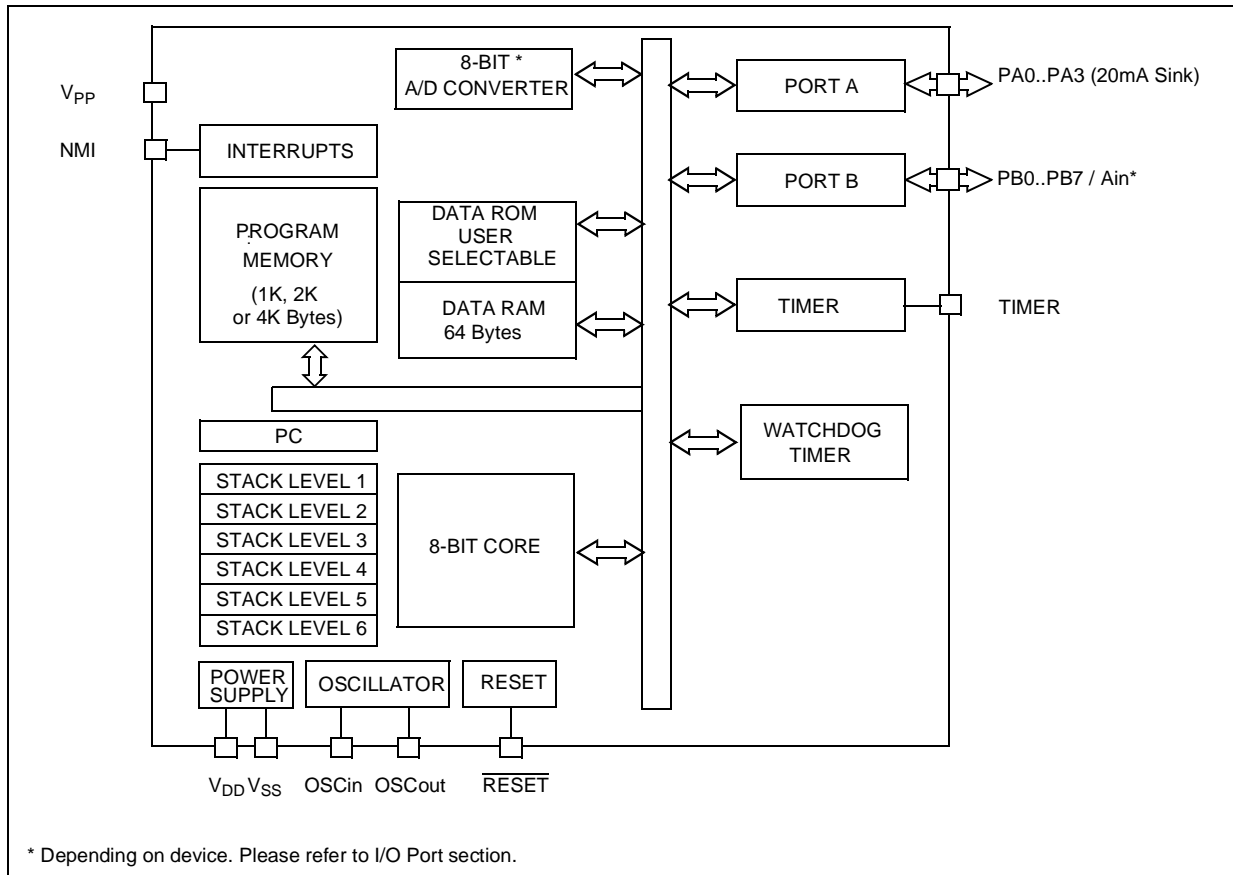 8-BIT *
A/D CONVERTER
PORT A
PA0..PA3 (20mA Sink)
VPP
NMI
INTERRUPTS
PORT B
PB0..PB7 / Ain*
PROGRAM
MEMORY
(1K, 2K
or 4K Bytes)
DATA ROM
USER
SELECTABLE
DATA RAM
64 Bytes
TIMER
TIMER
PC
WATCHDOG
TIMER
STACK LEVEL 1
STACK LEVEL 2
STACK LEVEL 3
STACK LEVEL 4
STACK LEVEL 5
STACK LEVEL 6
8-BIT CORE
POWER
SUPPLY
OSCILLATOR
RESET
VDD VSS OSCin OSCout RESET
* Depending on device. Please refer to I/O Port section.